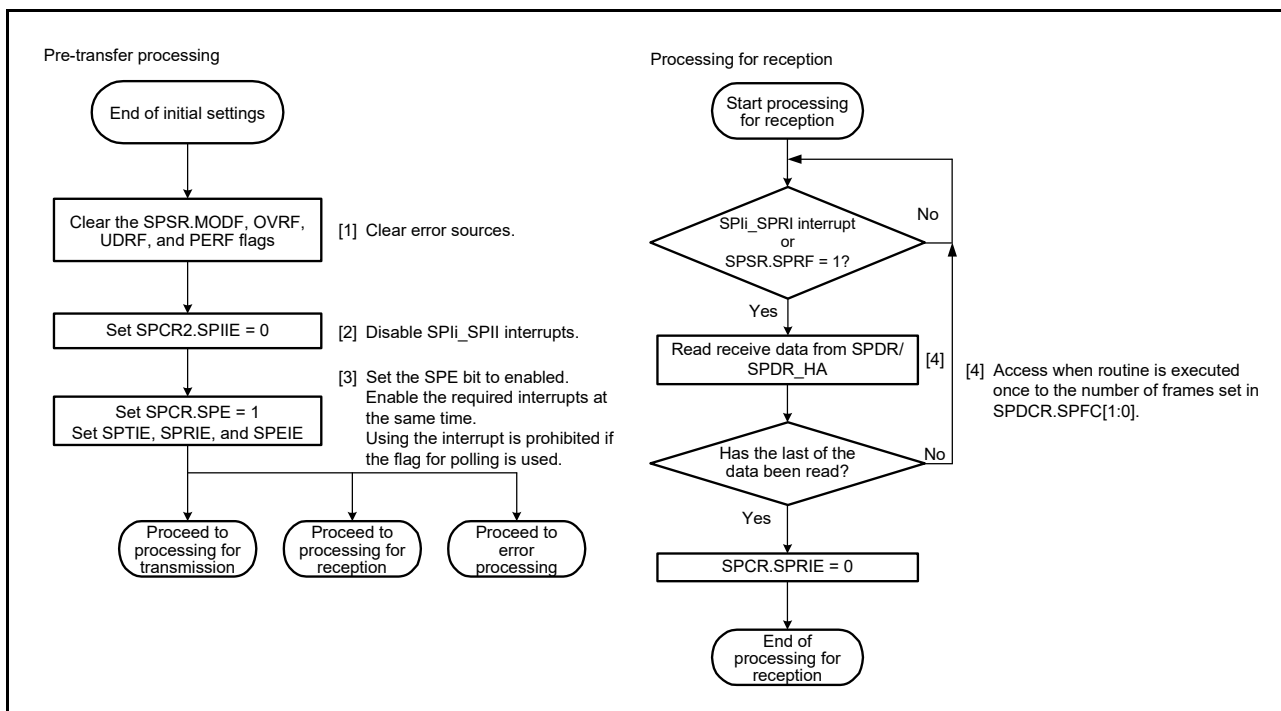 Pre-transfer processing
End of initial settings
Clear the SPSR.MODF, OVRF,
UDRF, and PERF flags
[1] Clear error sources.
Set SPCR2.SPIIE = 0
[2] Disable SPIi_SPII interrupts.
Set SPCR.SPE = 1
Set SPTIE, SPRIE, and SPEIE
[3] Set the SPE bit to enabled.
Enable the required interrupts at
the same time.
Using the interrupt is prohibited if
the flag for polling is used.
Proceed to
processing for
transmission
Proceed to
processing for
reception
Proceed to
error
processing
Processing for reception
Start processing
for reception
SPIi_SPRI interrupt
or
SPSR.SPRF = 1?
No
Yes
Read receive data from SPDR/
SPDR_HA
[4]
[4] Access when routine is executed
once to the number of frames set in
SPDCR.SPFC[1:0].
Has the last of the
data been read?
No
Yes
SPCR.SPRIE = 0
End of
processing for
reception